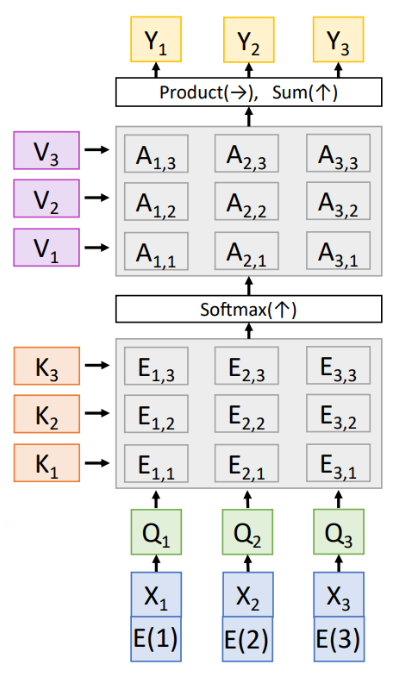 Y1 Y2 Y3
Product(→), Sum(↑)
V3 A1,3 A2,3 A3,3
V2 A1,2 A2,2 A3,2
V1 A1,1 A2,1 A3,1
Softmax(↑)
K3 E1,3 E2,3 E3,3
K2 E1,2 E2,2 E3,2
K1 E1,1 E2,1 E3,1
Q1 Q2 Q3
X1 X2 X3
E(1) E(2) E(3)